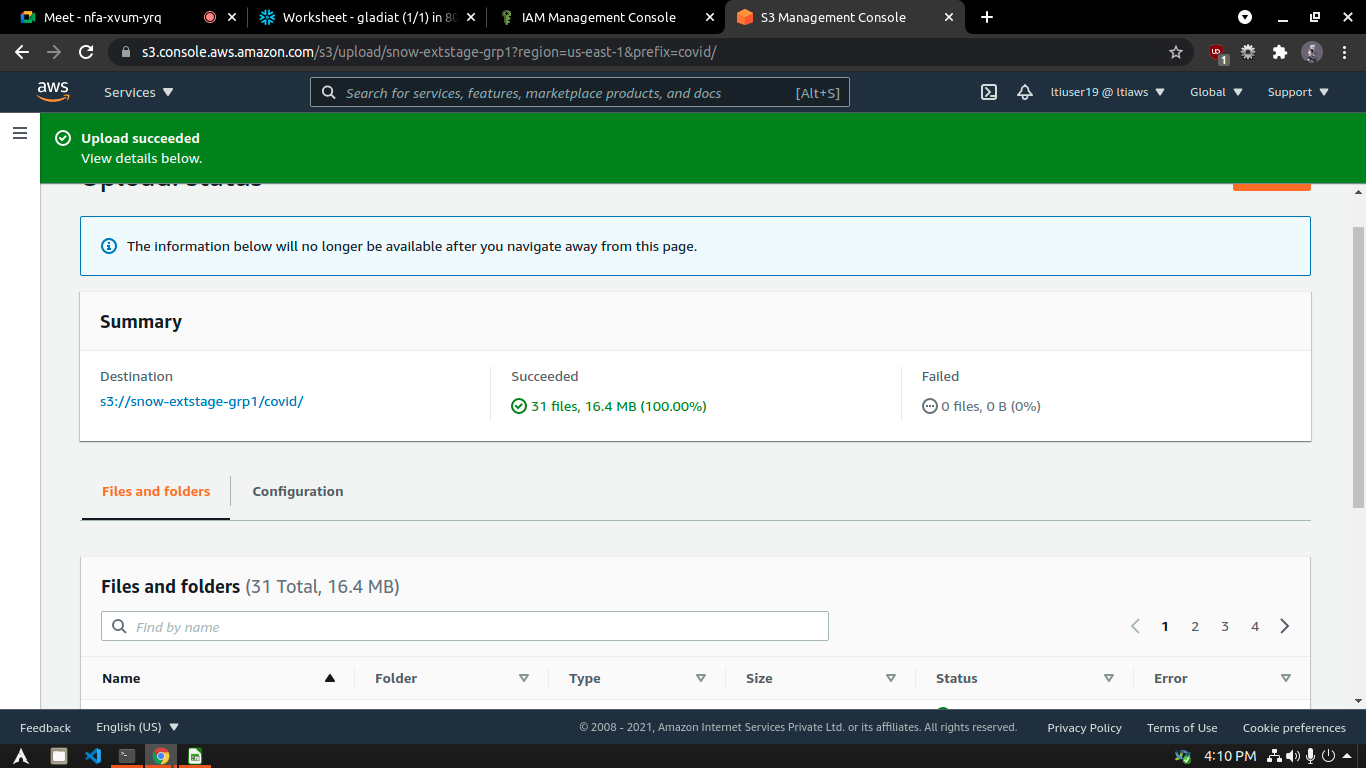 Meet - nfa-xvum-yrq
Worksheet - gladiat (1/1) in 80
IAM Management Console
S3 Management Console
s3.console.aws.amazon.com/s3/upload/snow-extstage-grp1?region=us-east-1&prefix=covid/
1
aws
Services
Search for services, features, marketplace products, and docs
[Alt+S]
ltiuser19 @ ltiaws
Global
Support
Upload succeeded
View details below.
Upload: status
The information below will no longer be available after you navigate away from this page.
Summary
Destination
s3://snow-extstage-grp1/covid/
Succeeded
31 files, 16.4 MB (100.00%)
Failed
0 files, 0 B (0%)
Files and folders
Configuration
Files and folders (31 Total, 16.4 MB)
Find by name
1 2 3 4
Name
Folder
Type
Size
Status
Error
Feedback
English (US)
© 2008 - 2021, Amazon Internet Services Private Ltd. or its affiliates. All rights reserved.
Privacy Policy
Terms of Use
Cookie preferences
4:10 PM